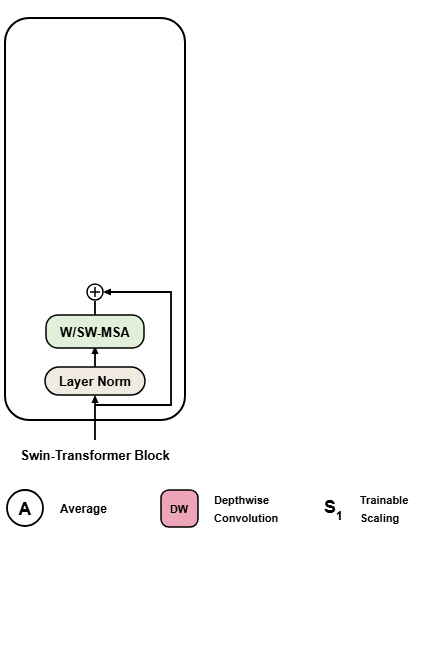 W/SW-MSA
Layer Norm
Swin-Transformer Block
A
Average
DW
Depthwise
Convolution
S1
Trainable
Scaling